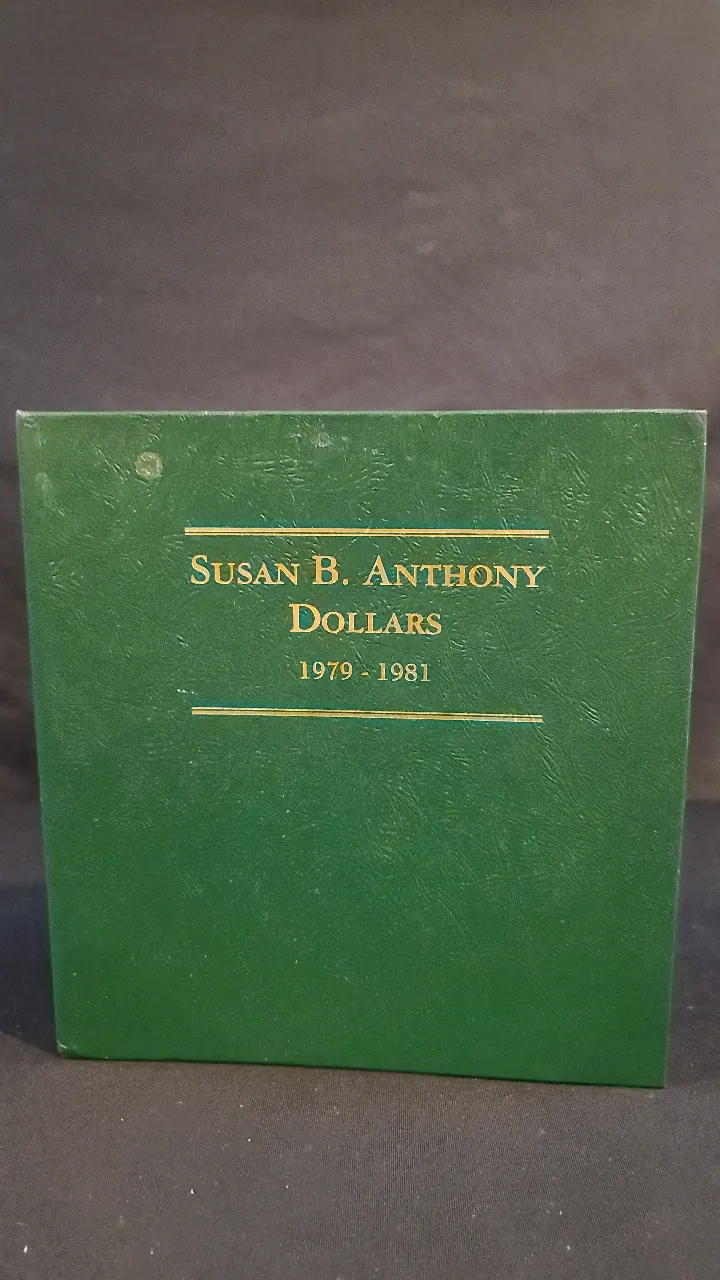 SUSAN B. ANTHONY
DOLLARS
1979 - 1981